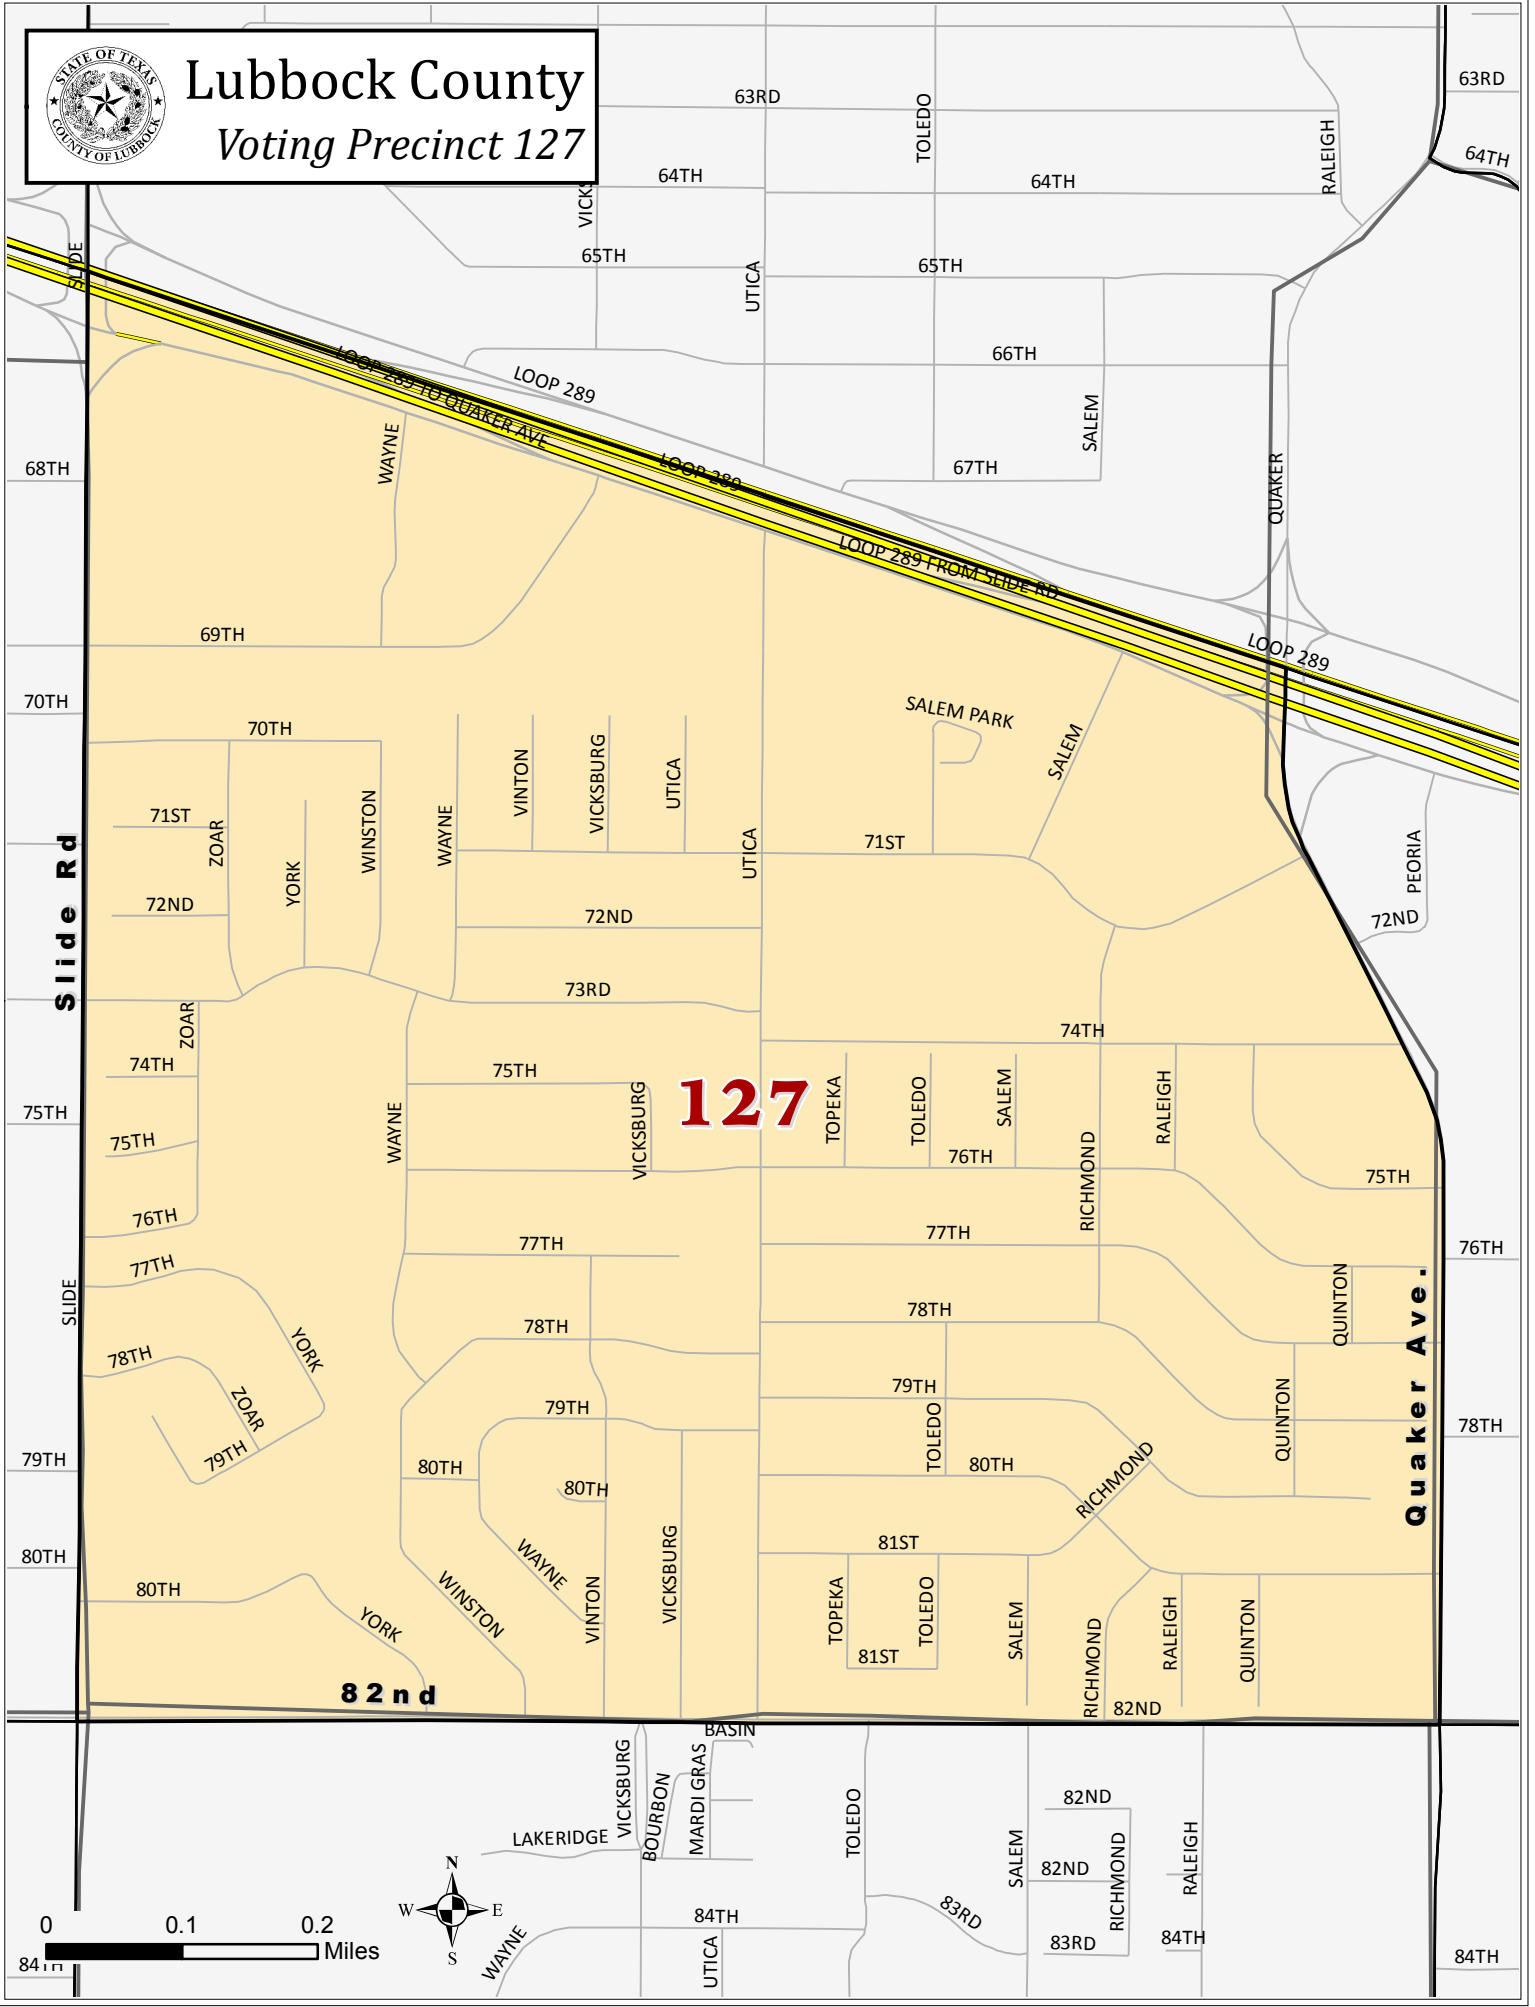 STATE OF TEXAS
COUNTY OF LUBBOCK
Lubbock County
Voting Precinct 127
63RD
63RD
TOLEDO
RALEIGH
64TH
64TH
64TH
VICKS
65TH
65TH
SLIDE
UTICA
66TH
LOOP 289 TO QUAKER AVE
LOOP 289
SALEM
WAYNE
68TH
LOOP 289
67TH
QUAKER
LOOP 289 FROM SLIDE RD
69TH
LOOP 289
70TH
70TH
SALEM PARK
SALEM
VINTON
VICKSBURG
UTICA
71ST
ZOAR
WINSTON
WAYNE
UTICA
71ST
PEORIA
Slide Rd
YORK
72ND
72ND
72ND
73RD
ZOAR
74TH
74TH
75TH
127
75TH
WAYNE
VICKSBURG
TOPEKA
TOLEDO
SALEM
RALEIGH
75TH
76TH
RICHMOND
75TH
76TH
77TH
77TH
77TH
76TH
SLIDE
QUINTON
78TH
78TH
78TH
YORK
Quaker Ave.
79TH
ZOAR
79TH
QUINTON
78TH
79TH
79TH
TOLEDO
80TH
80TH
80TH
RICHMOND
80TH
81ST
WAYNE
80TH
WINSTON
VINTON
VICKSBURG
TOPEKA
TOLEDO
SALEM
RICHMOND
RALEIGH
QUINTON
YORK
81ST
82nd
82ND
BASIN
VICKSBURG
BOURBON
MARDI GRAS
TOLEDO
82ND
LAKERIDGE
SALEM
RICHMOND
RALEIGH
82ND
N
W
E
S
83RD
84TH
84TH
83RD
WAYNE
UTICA
0
0.1
0.2
Miles
84TH
84TH